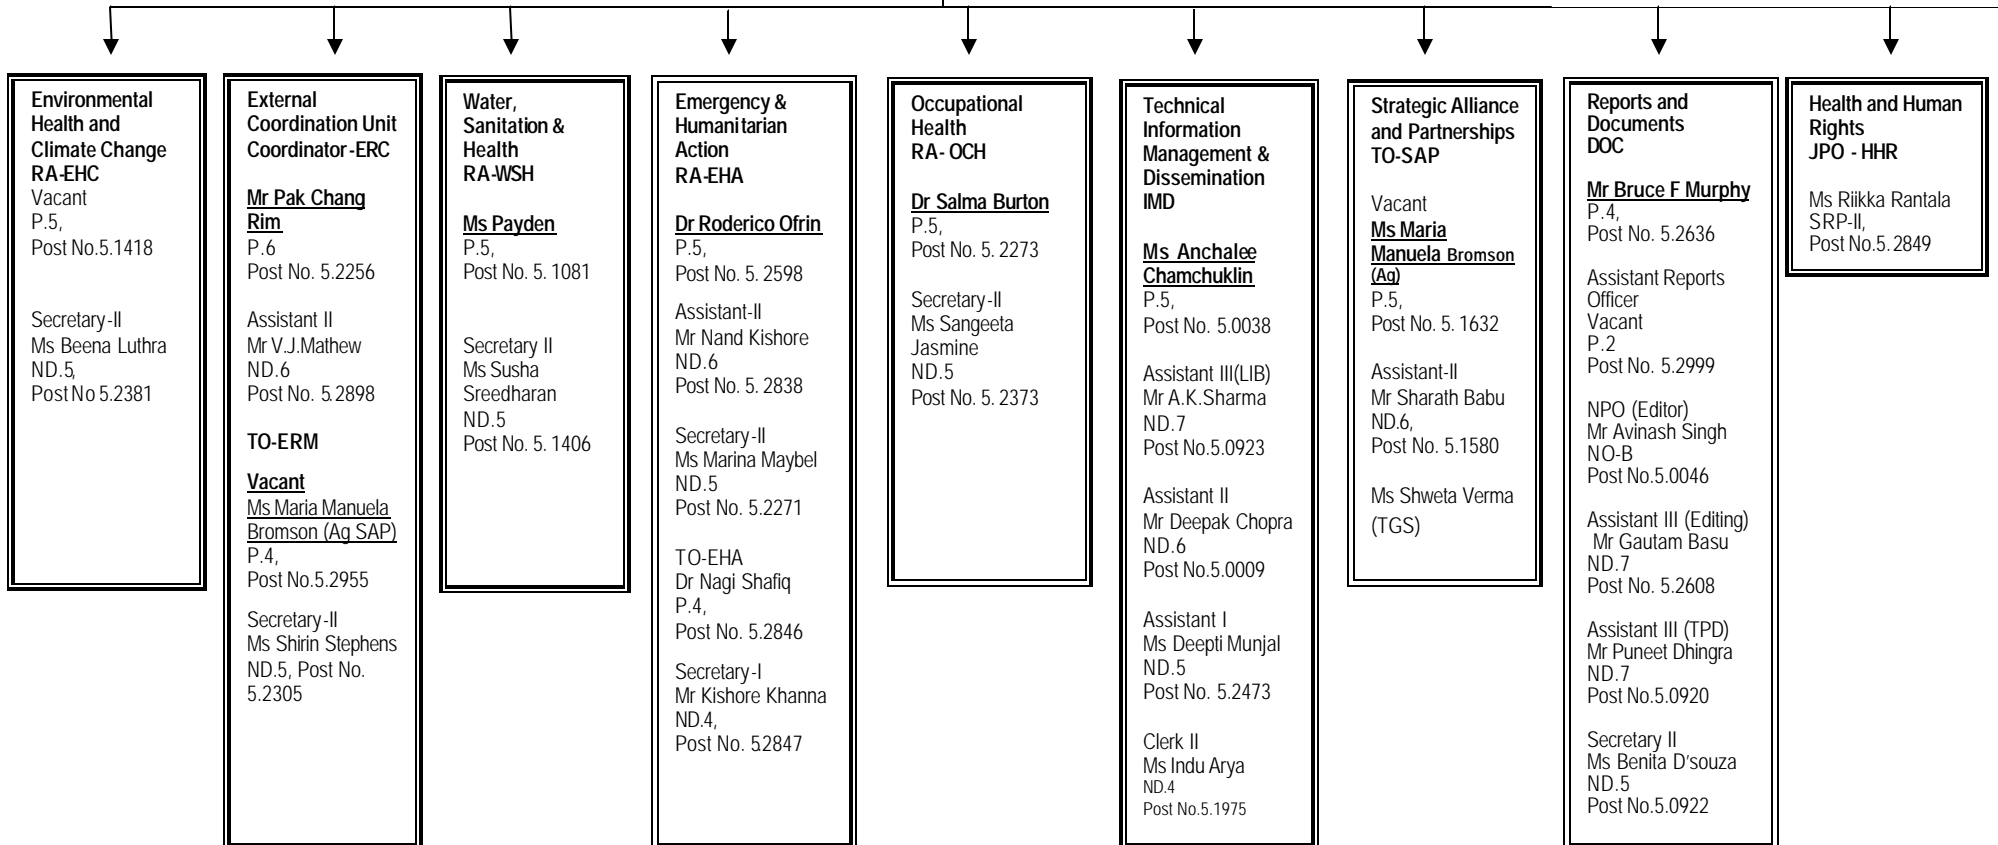 Environmental
Health and
Climate Change
RA-EHC
Vacant
P.5,
Post No.5.1418
Secretary-II
Ms Beena Luthra
ND.5,
Post No 5.2381
External
Coordination Unit
Coordinator-ERC
Mr Pak Chang
Rim
P.6
Post No. 5.2256
Assistant II
Mr V.J.Mathew
ND.6
Post No. 5.2898
TO-ERM
Vacant
Ms Maria Manuela
Bromson (Ag SAP)
P.4,
Post No.5.2955
Secretary-II
Ms Shirin Stephens
ND.5, Post No.
5.2305
Water,
Sanitation &
Health
RA-WSH
Ms Payden
P.5,
Post No. 5. 1081
Secretary II
Ms Susha
Sreedharan
ND.5
Post No. 5. 1406
Emergency &
Humanitarian
Action
RA-EHA
Dr Roderico Ofrin
P.5,
Post No. 5. 2598
Assistant-II
Mr Nand Kishore
ND.6
Post No. 5. 2838
Secretary-II
Ms Marina Maybel
ND.5
Post No. 5.2271
TO-EHA
Dr Nagi Shafiq
P.4,
Post No. 5.2846
Secretary-I
Mr Kishore Khanna
ND.4,
Post No. 5.2847
Occupational
Health
RA- OCH
Dr Salma Burton
P.5,
Post No. 5. 2273
Secretary-II
Ms Sangeeta
Jasmine
ND.5
Post No. 5. 2373
Technical
Information
Management &
Dissemination
IMD
Ms Anchalee
Chamchuklin
P.5,
Post No. 5.0038
Assistant III(LIB)
Mr A.K.Sharma
ND.7
Post No.5.0923
Assistant II
Mr Deepak Chopra
ND.6
Post No.5.0009
Assistant I
Ms Deepti Munjal
ND.5
Post No. 5.2473
Clerk II
Ms Indu Arya
ND.4
Post No.5.1975
Strategic Alliance
and Partnerships
TO-SAP
Vacant
Ms Maria
Manuela Bromson
(Ag)
P.5,
Post No. 5. 1632
Assistant-II
Mr Sharath Babu
ND.6,
Post No. 5.1580
Ms Shweta Verma
(TGS)
Reports and
Documents
DOC
Mr Bruce F Murphy
P.4,
Post No. 5.2636
Assistant Reports
Officer
Vacant
P.2
Post No. 5.2999
NPO (Editor)
Mr Avinash Singh
NO-B
Post No.5.0046
Assistant III (Editing)
Mr Gautam Basu
ND.7
Post No. 5.2608
Assistant III (TPD)
Mr Puneet Dhingra
ND.7
Post No.5.0920
Secretary II
Ms Benita D'souza
ND.5
Post No.5.0922
Health and Human
Rights
JPO - HHR
Ms Riikka Rantala
SRP-II,
Post No.5.2849